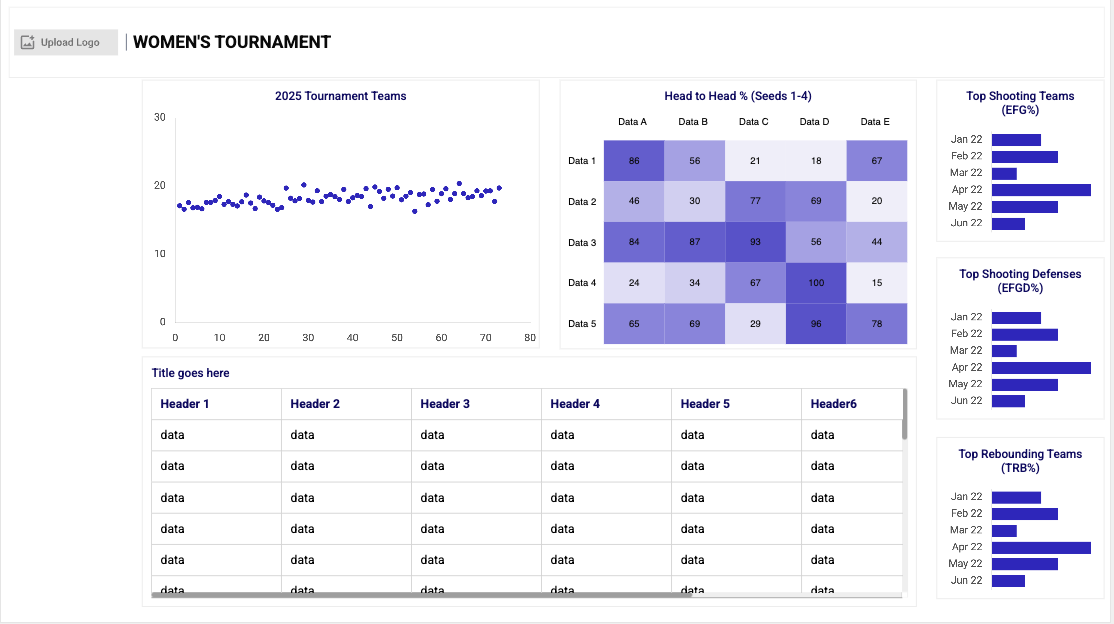 Upload Logo
WOMEN'S TOURNAMENT
2025 Tournament Teams
30
20
10
0
0 10 20 30 40 50 60 70 80
Head to Head % (Seeds 1-4)
Data A Data B Data C Data D Data E
Data 1 86 56 21 18 67
Data 2 46 30 77 69 20
Data 3 84 87 93 56 44
Data 4 24 34 67 100 15
Data 5 65 69 29 96 78
Top Shooting Teams
(EFG%)
Jan 22
Feb 22
Mar 22
Apr 22
May 22
Jun 22
Top Shooting Defenses
(EFGD%)
Jan 22
Feb 22
Mar 22
Apr 22
May 22
Jun 22
Top Rebounding Teams
(TRB%)
Jan 22
Feb 22
Mar 22
Apr 22
May 22
Jun 22
Title goes here
Header 1 Header 2 Header 3 Header 4 Header 5 Header6
data data data data data data
data data data data data data
data data data data data data
data data data data data data
data data data data data data
data data data data data data